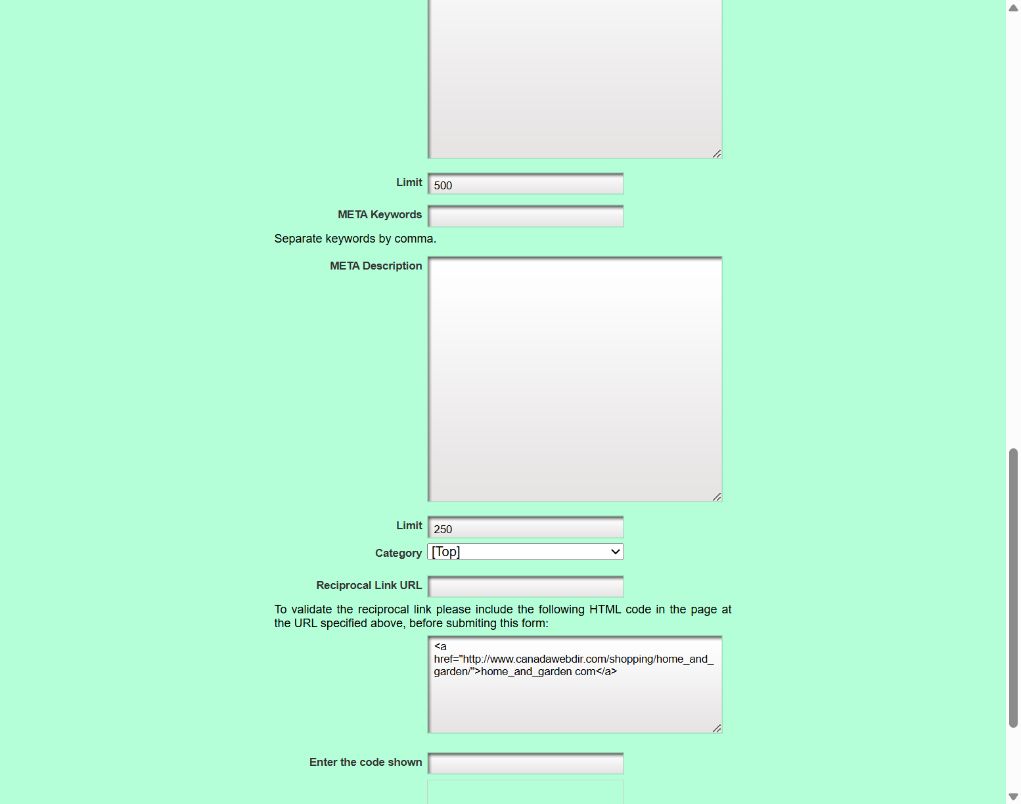 Limit 500
META Keywords
Separate keywords by comma.
META Description
Limit 250
Category [Top]
Reciprocal Link URL
To validate the reciprocal link please include the following HTML code in the page at
the URL specified above, before submiting this form:
<a
href="http://www.canadawebdir.com/shopping/home_and_
garden/">home_and_garden com</a>
Enter the code shown